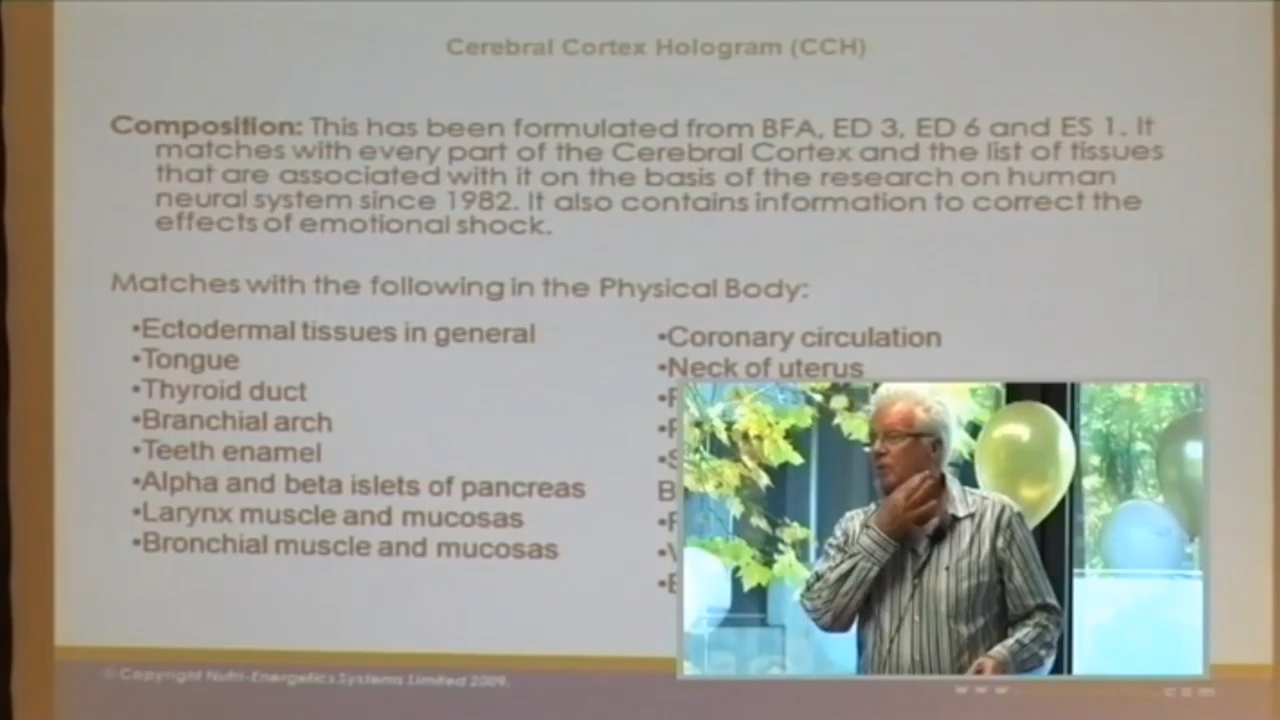 Cerebral Cortex Hologram (CCH)
Composition: This has been formulated from BFA, ED 3, ED 6 and ES 1. It
matches with every part of the Cerebral Cortex and the list of tissues
that are associated with it on the basis of the research on human
neural system since 1982. It also contains information to correct the
effects of emotional shock.
Matches with the following in the Physical Body:
•Ectodermal tissues in general
•Tongue
•Thyroid duct
•Branchial arch
•Teeth enamel
•Alpha and beta islets of pancreas
•Larynx muscle and mucosas
•Bronchial muscle and mucosas
•Coronary circulation
•Neck of uterus
©Copyright Nutri-Energetics Systems Limited 2009.
www. .com